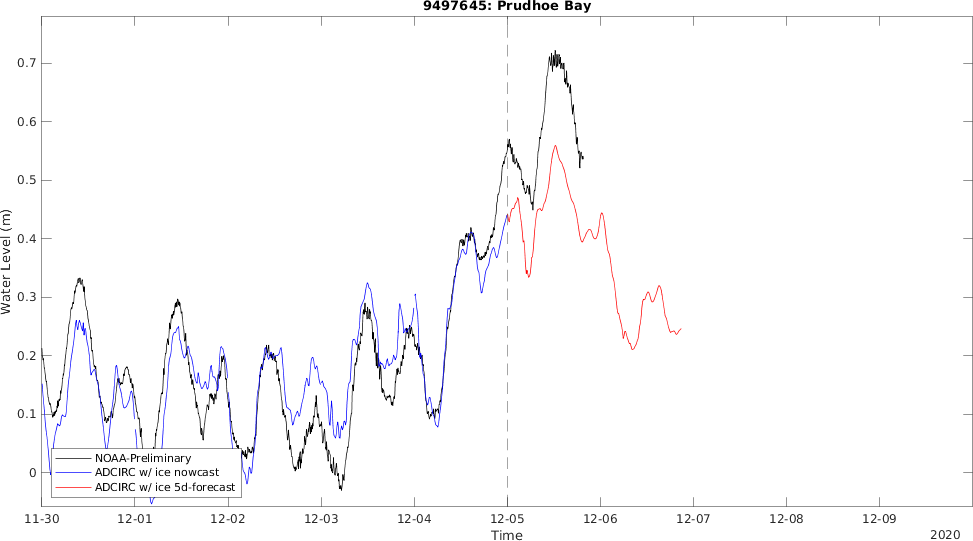 9497645: Prudhoe Bay
Water Level (m)
0.7
0.6
0.5
0.4
0.3
0.2
0.1
0
NOAA-Preliminary
ADCIRC w/ ice nowcast
ADCIRC w/ ice 5d-forecast
11-30 12-01 12-02 12-03 12-04 12-05 12-06 12-07 12-08 12-09
Time
2020